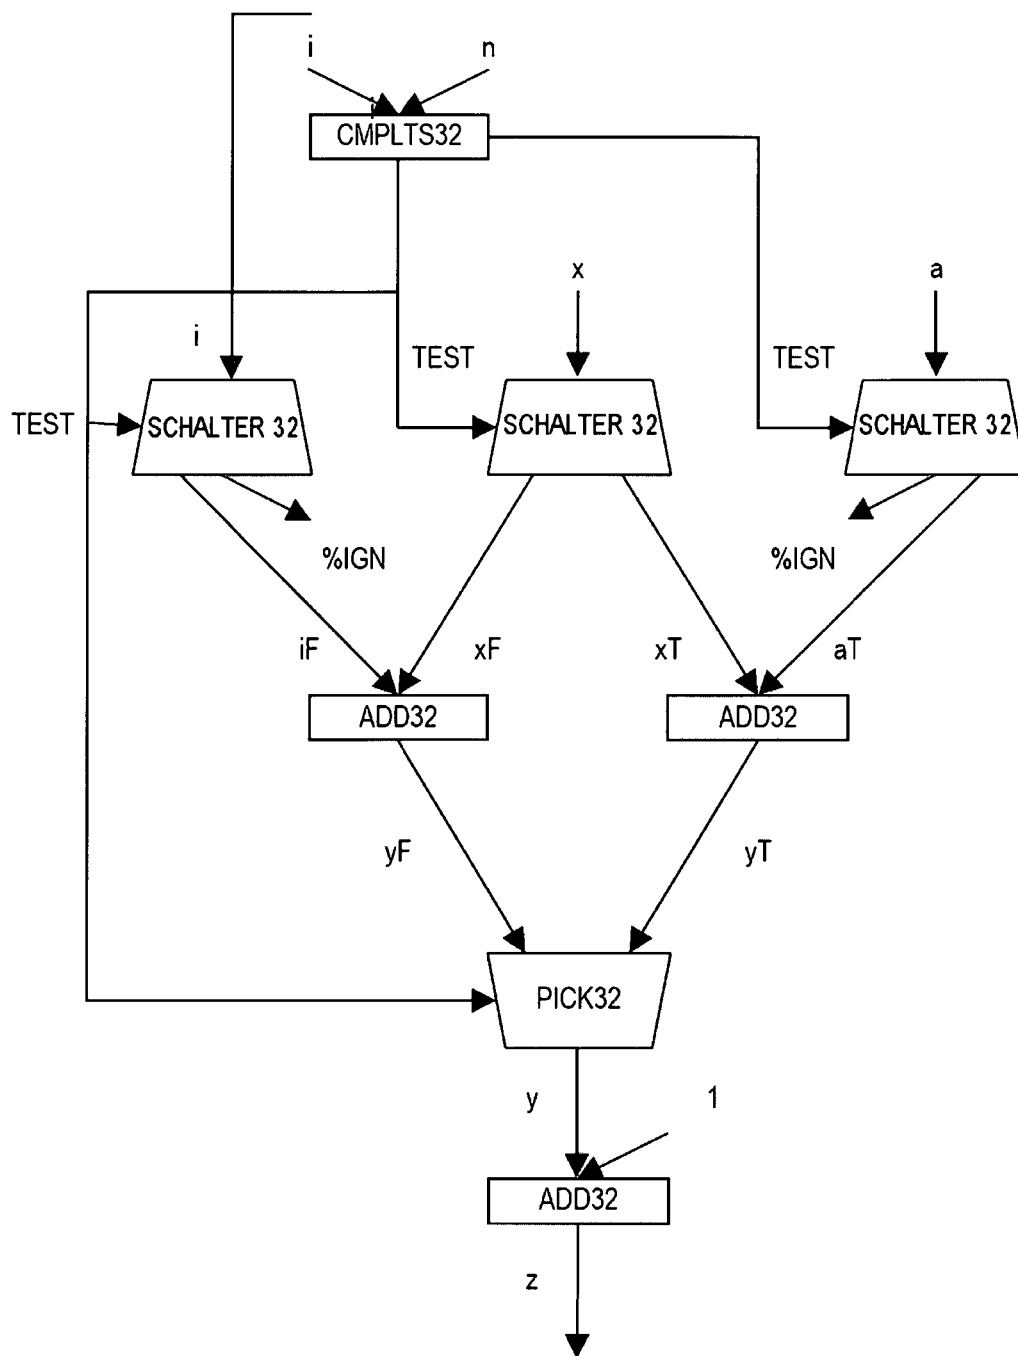 i
n
CMPLTS32
x
a
i
TEST
TEST
TEST
SCHALTER 32
SCHALTER 32
SCHALTER 32
%IGN
%IGN
iF
xF
xT
aT
ADD32
ADD32
yF
yT
PICK32
y
1
ADD32
z